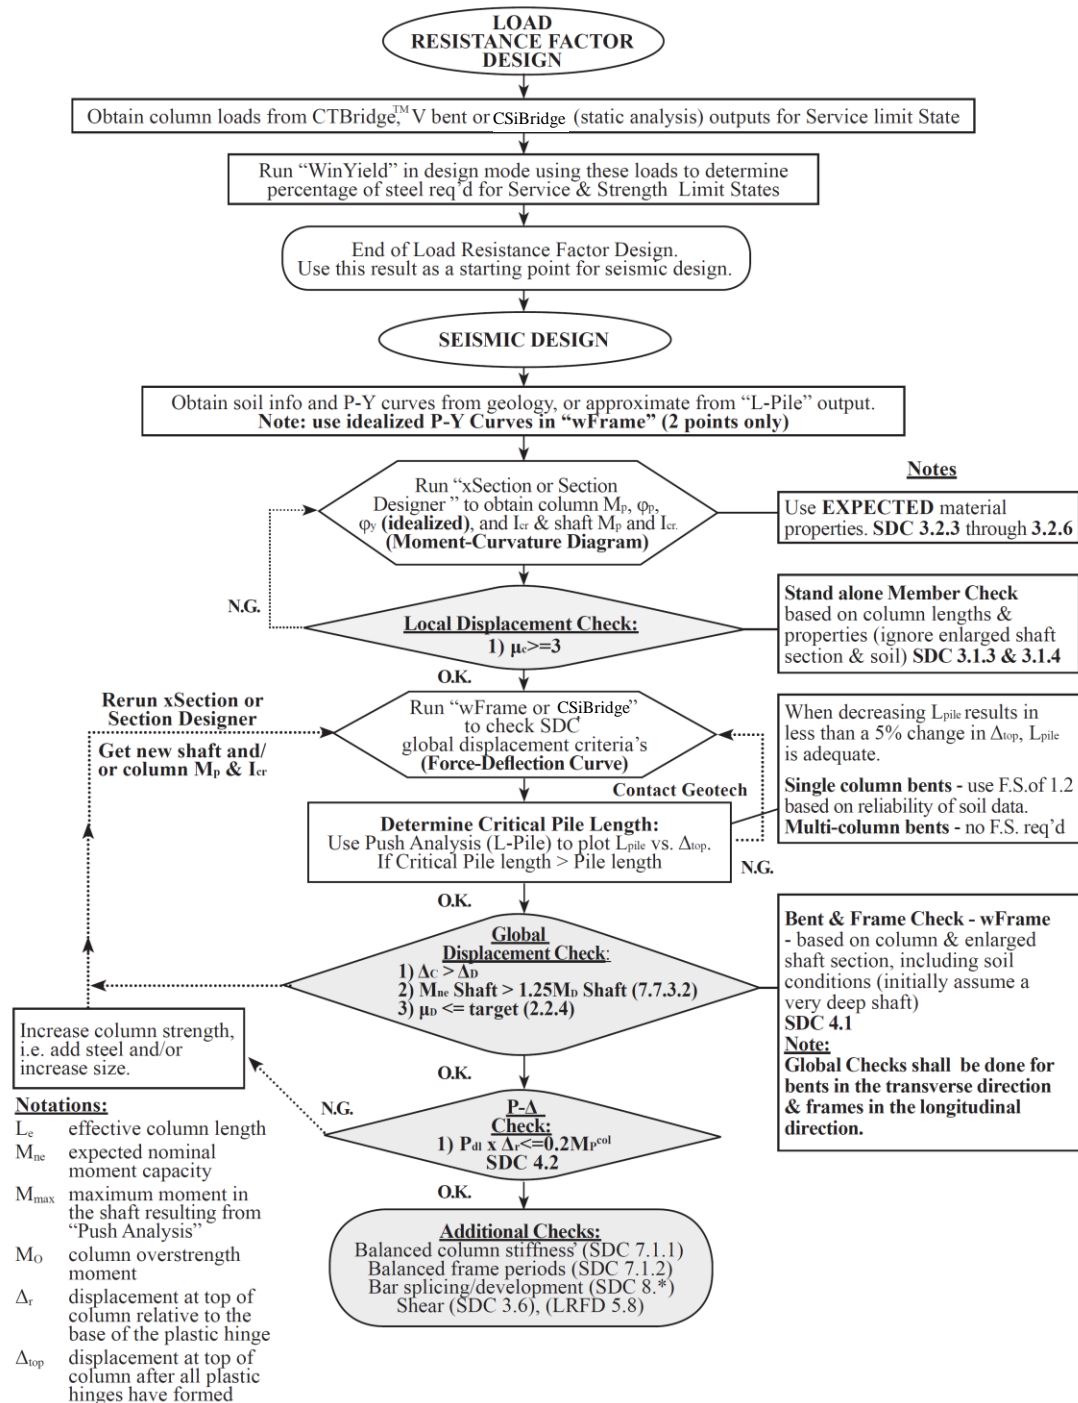 LOAD
RESISTANCE FACTOR
DESIGN
Obtain column loads from CTBridge,™ V bent or CSiBridge (static analysis) outputs for Service limit State
Run “WinYield” in design mode using these loads to determine
percentage of steel req’d for Service & Strength Limit States
End of Load Resistance Factor Design.
Use this result as a starting point for seismic design.
SEISMIC DESIGN
Obtain soil info and P-Y curves from geology, or approximate from “L-Pile” output.
Note: use idealized P-Y Curves in “wFrame” (2 points only)
Notes
Run “xSection or Section
Designer ” to obtain column Mp, φp,
φy (idealized), and Icr & shaft Mp and Icr.
(Moment-Curvature Diagram)
Use EXPECTED material
properties. SDC 3.2.3 through 3.2.6
N.G.
Local Displacement Check:
1) μc>=3
Stand alone Member Check
based on column lengths &
properties (ignore enlarged shaft
section & soil) SDC 3.1.3 & 3.1.4
O.K.
Rerun xSection or
Section Designer
Get new shaft and/
or column Mp & Icr
Run “wFrame or CSiBridge”
to check SDC
global displacement criteria’s
(Force-Deflection Curve)
Contact Geotech
When decreasing Lpile results in
less than a 5% change in Δtop, Lpile
is adequate.
Single column bents - use F.S.of 1.2
based on reliability of soil data.
Multi-column bents - no F.S. req’d
Determine Critical Pile Length:
Use Push Analysis (L-Pile) to plot Lpile vs. Δtop.
If Critical Pile length > Pile length
N.G.
O.K.
Global
Displacement Check:
1) ΔC > ΔD
2) Mne Shaft > 1.25MD Shaft (7.7.3.2)
3) μD <= target (2.2.4)
Bent & Frame Check - wFrame
- based on column & enlarged
shaft section, including soil
conditions (initially assume a
very deep shaft)
SDC 4.1
Note:
Global Checks shall be done for
bents in the transverse direction
& frames in the longitudinal
direction.
Increase column strength,
i.e. add steel and/or
increase size.
O.K.
N.G.
P-Δ
Check:
1) Pdl x Δr<=0.2MPcol
SDC 4.2
O.K.
Additional Checks:
Balanced column stiffness’ (SDC 7.1.1)
Balanced frame periods (SDC 7.1.2)
Bar splicing/development (SDC 8.*)
Shear (SDC 3.6), (LRFD 5.8)
Notations:
Le effective column length
Mne expected nominal
moment capacity
Mmax maximum moment in
the shaft resulting from
“Push Analysis”
MO column overstrength
moment
Δr displacement at top of
column relative to the
base of the plastic hinge
Δtop displacement at top of
column after all plastic
hinges have formed